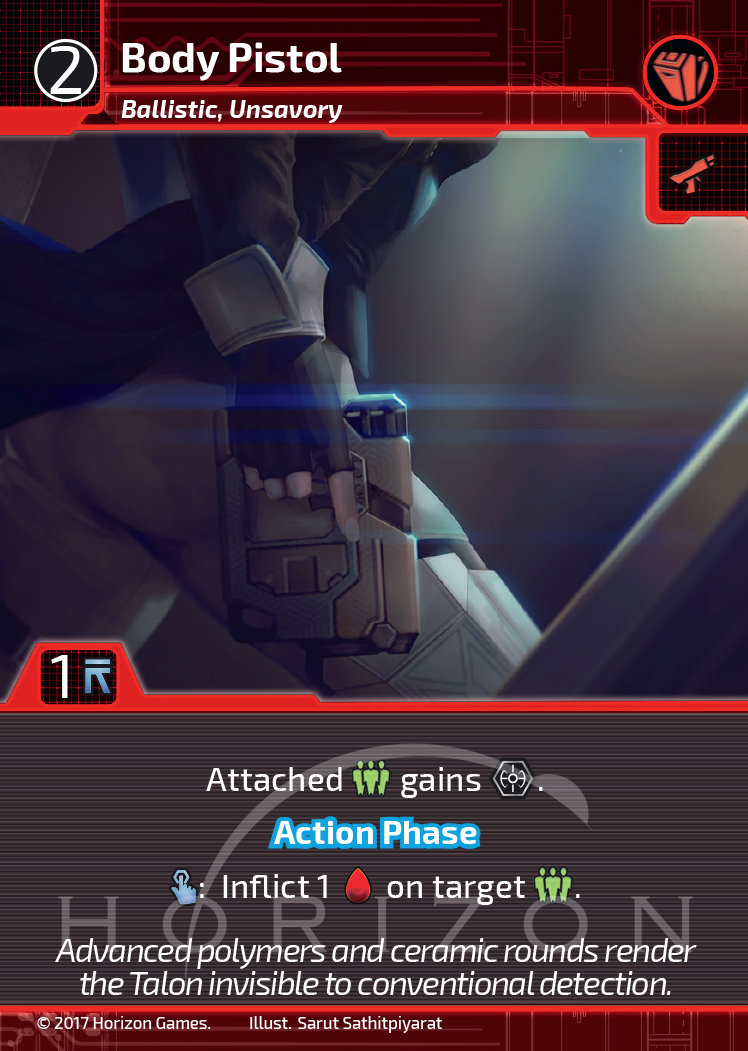 2
Body Pistol
Ballistic, Unsavory
1
Attached gains .
Action Phase
: Inflict 1 on target .
HORIZON
Advanced polymers and ceramic rounds render
the Talon invisible to conventional detection.
© 2017 Horizon Games. Illust. Sarut Sathitpiyarat